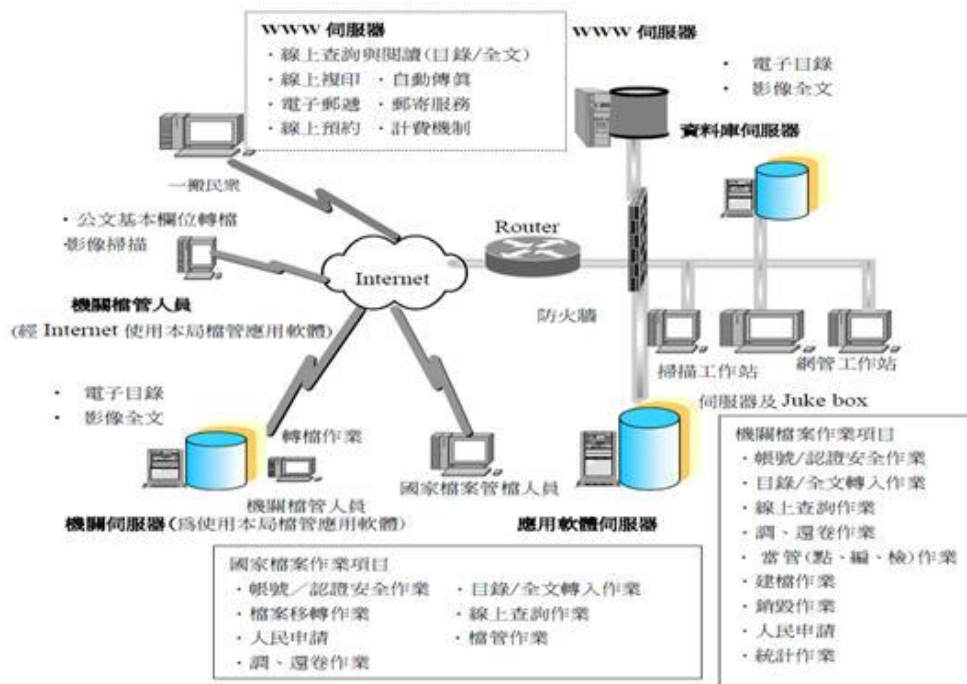 WWW 伺服器
・線上查詢與閱讀(目錄/全文)
・線上複印 ・自動傳真
・電子郵遞 ・郵寄服務
・線上預約 ・計費機制
WWW 伺服器
・ 電子目錄
・ 影像全文
資料庫伺服器
一搬民眾
・公文基本欄位轉檔
・影像掃描
機關檔管人員
(經 Internet 使用本局檔管應用軟體)
Internet
Router
防火牆
掃描工作站
網管工作站
伺服器及 Juke box
・ 電子目錄
・ 影像全文
轉檔作業
機關檔管人員
機關伺服器(為使用本局檔管應用軟體)
國家檔案管檔人員
應用軟體伺服器
機關檔案作業項目
・帳號/認證安全作業
・目錄/全文轉入作業
・線上查詢作業
・調、還卷作業
・當管(點、編、檢)作業
・建檔作業
・銷毀作業
・人民申請
・統計作業
國家檔案作業項目
・帳號／認證安全作業 ・目錄/全文轉入作業
・檔案移轉作業 ・線上查詢作業
・人民申請 ・檔管作業
・調、還卷作業